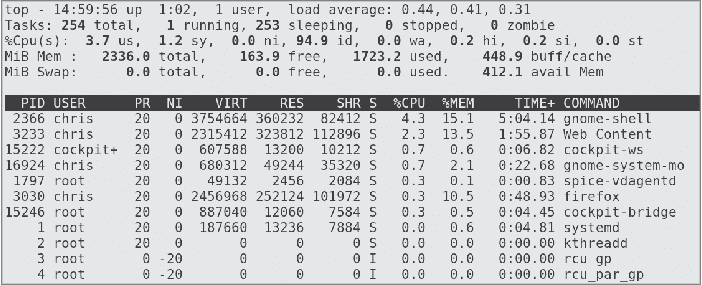 top - 14:59:56 up  1:02,  1 user,  load average: 0.44, 0.41, 0.31
Tasks: 254 total,   1 running, 253 sleeping,   0 stopped,   0 zombie
%Cpu(s):  3.7 us,  1.2 sy,  0.0 ni, 94.9 id,  0.0 wa,  0.2 hi,  0.2 si,  0.0 st
MiB Mem :   2336.0 total,    163.9 free,   1723.2 used,    448.9 buff/cache
MiB Swap:      0.0 total,      0.0 free,      0.0 used.    412.1 avail Mem
PID USER      PR  NI    VIRT    RES    SHR S  %CPU  %MEM     TIME+ COMMAND
2366 chris     20   0 3754664 360232  82412 S   4.3  15.1   5:04.14 gnome-shell
3233 chris     20   0 2315412 323812 112896 S   2.3  13.5   1:55.87 Web Content
15222 cockpit+  20   0  607588  13200  10212 S   0.7   0.6   0:06.82 cockpit-ws
16924 chris     20   0  680312  49244  35320 S   0.7   2.1   0:22.68 gnome-system-mo
1797 root      20   0   49132   2456   2084 S   0.3   0.1   0:00.83 spice-vdagentd
3030 chris     20   0 2456968 252124 101972 S   0.3  10.5   0:48.93 firefox
15246 root      20   0  887040  12060   7584 S   0.3   0.5   0:04.45 cockpit-bridge
1 root      20   0  187660  13236   7884 S   0.0   0.6   0:04.81 systemd
2 root      20   0       0      0      0 S   0.0   0.0   0:00.00 kthreadd
3 root       0 -20       0      0      0 I   0.0   0.0   0:00.00 rcu_gp
4 root       0 -20       0      0      0 I   0.0   0.0   0:00.00 rcu_par_gp